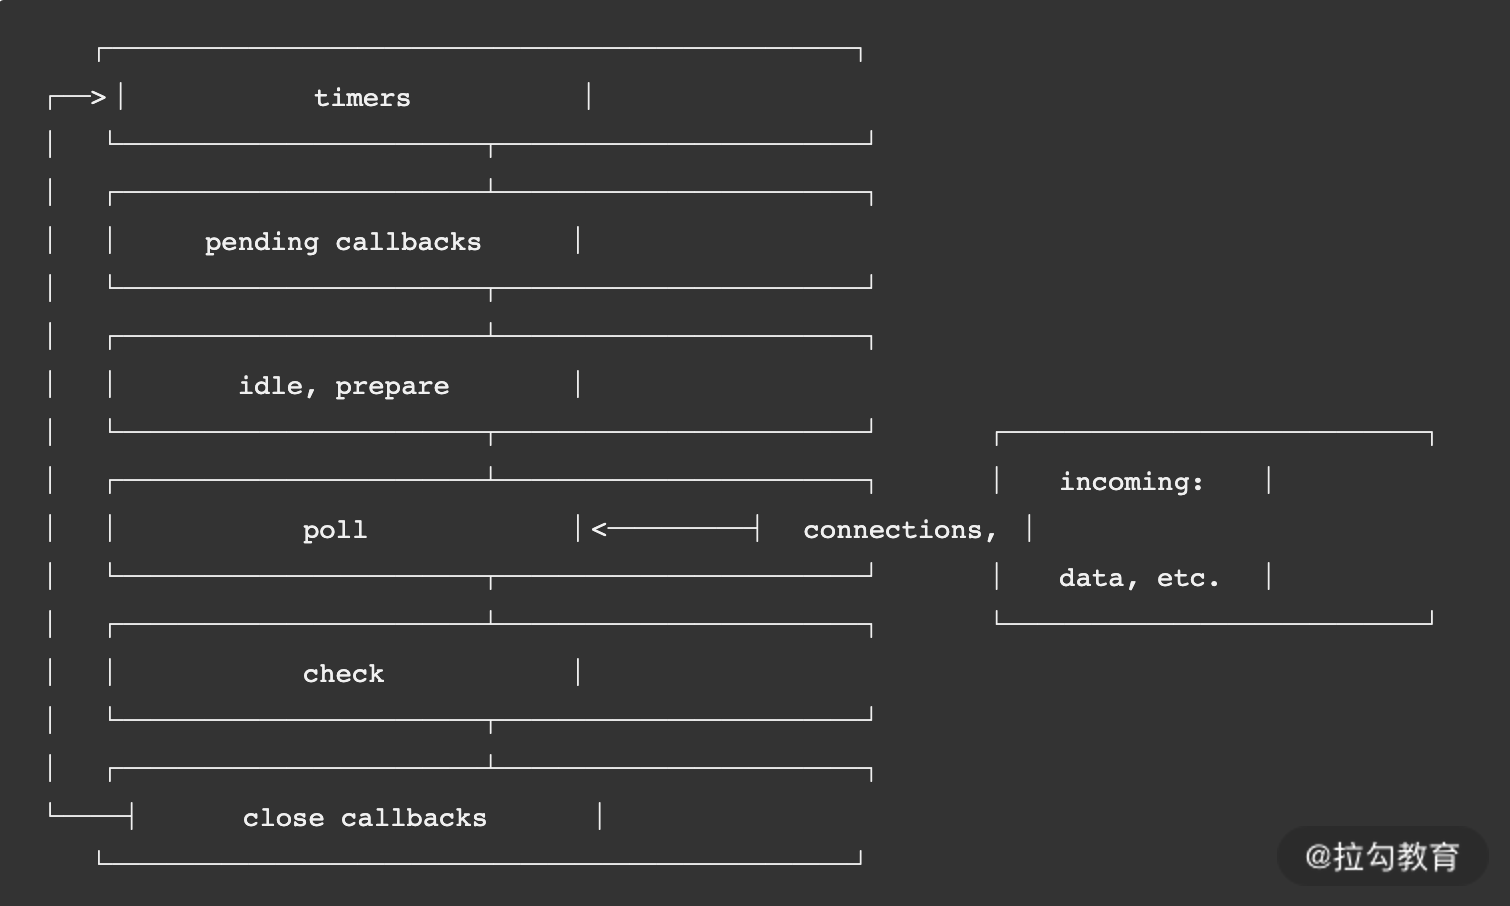 timers
pending callbacks
idle, prepare
incoming:
poll
connections,
data, etc.
check
close callbacks
@拉勾教育